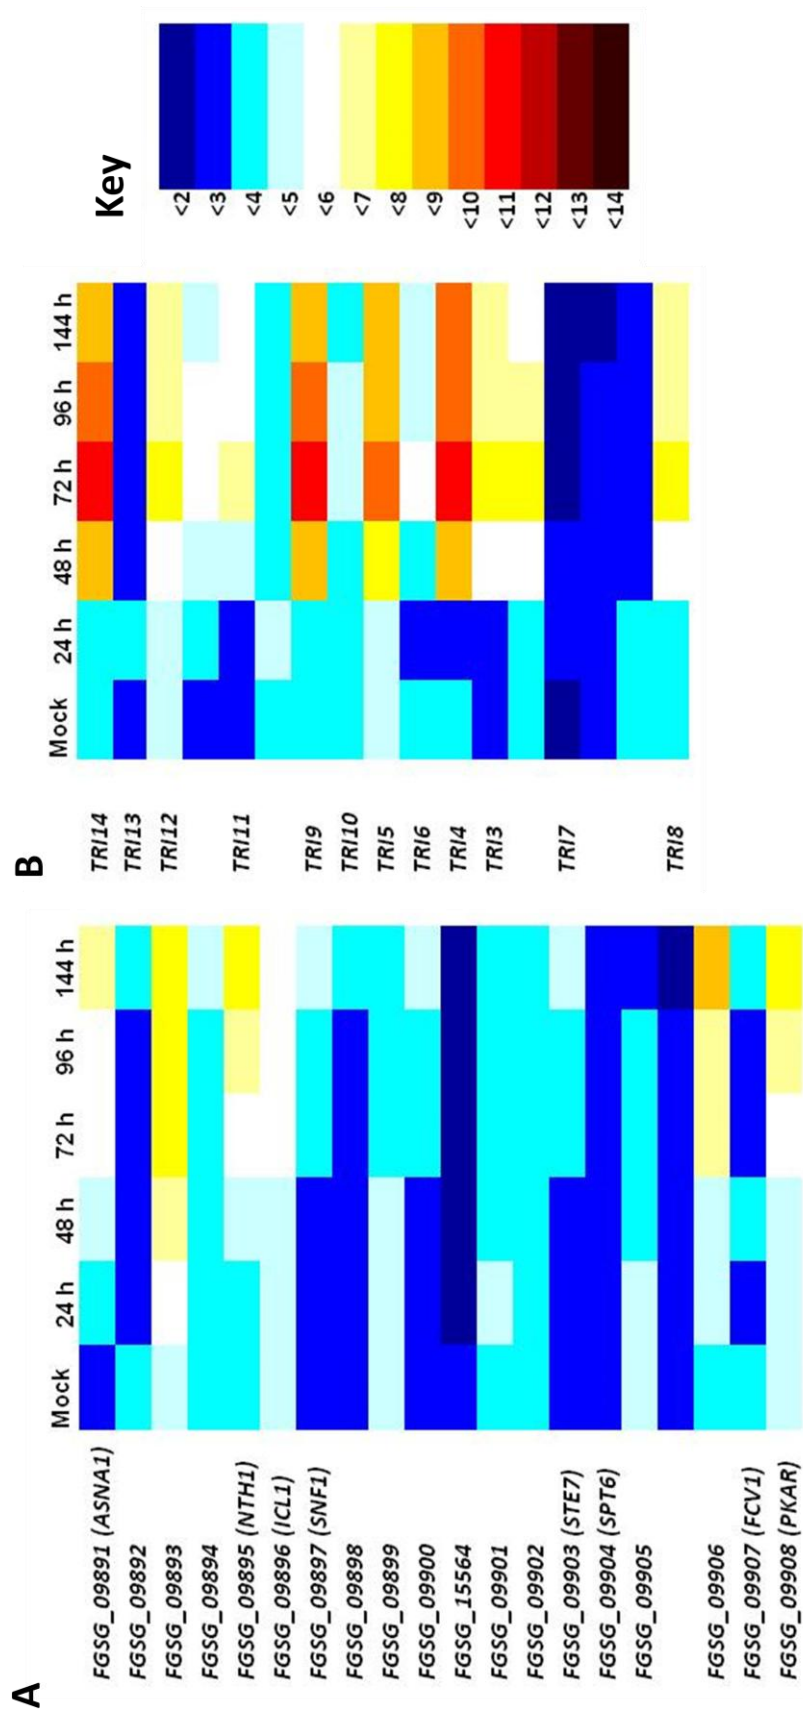 A
Mock
24 h
48 h
72 h
96 h
144 h
FGSG_09891 (ASNA1)
FGSG_09892
FGSG_09893
FGSG_09894
FGSG_09895 (NTH1)
FGSG_09896 (ICL1)
FGSG_09897 (SNF1)
FGSG_09898
FGSG_09899
FGSG_09900
FGSG_15564
FGSG_09901
FGSG_09902
FGSG_09903 (STE7)
FGSG_09904 (SPT6)
FGSG_09905
FGSG_09906
FGSG_09907 (FCV1)
FGSG_09908 (PKAR)
B
Mock
24 h
48 h
72 h
96 h
144 h
TRI14
TRI13
TRI12
TRI11
TRI9
TRI10
TRI5
TRI6
TRI4
TRI3
TRI7
TRI8
Key
<2
<3
<4
<5
<6
<7
<8
<9
<10
<11
<12
<13
<14